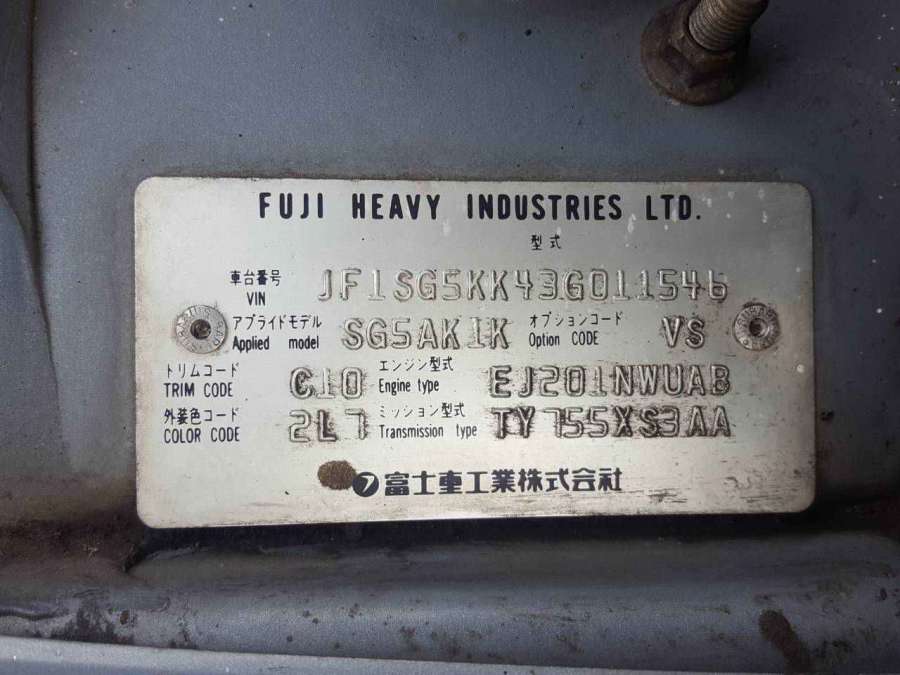 FUJI HEAVY INDUSTRIES LTD.
型式
車台番号 VIN JF1SG5KK43G011546
アプライドモデル Applied model SG5AK1K オプションコード Option CODE VS
トリムコード TRIM CODE C10 エンジン型式 Engine type EJ201NWUAB
外装色コード COLOR CODE 2L7 ミッション型式 Transmission type TY755XS3AA
フ富士重工業株式会社